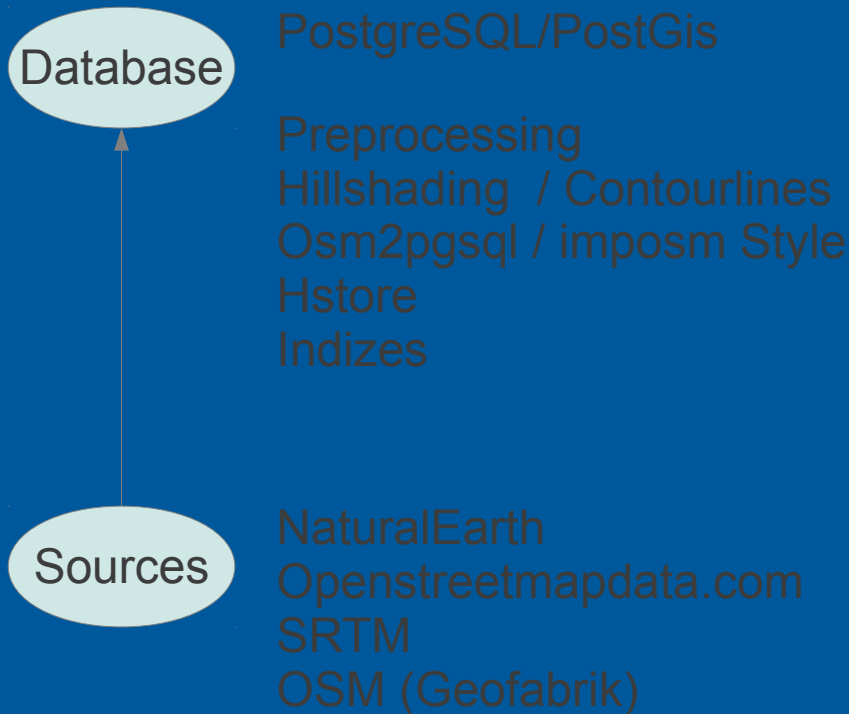 Database
PostgreSQL/PostGis
Preprocessing
Hillshading / Contourlines
Osm2pgsql / imposm Style
Hstore
Indizes
Sources
NaturalEarth
Openstreetmapdata.com
SRTM
OSM (Geofabrik)